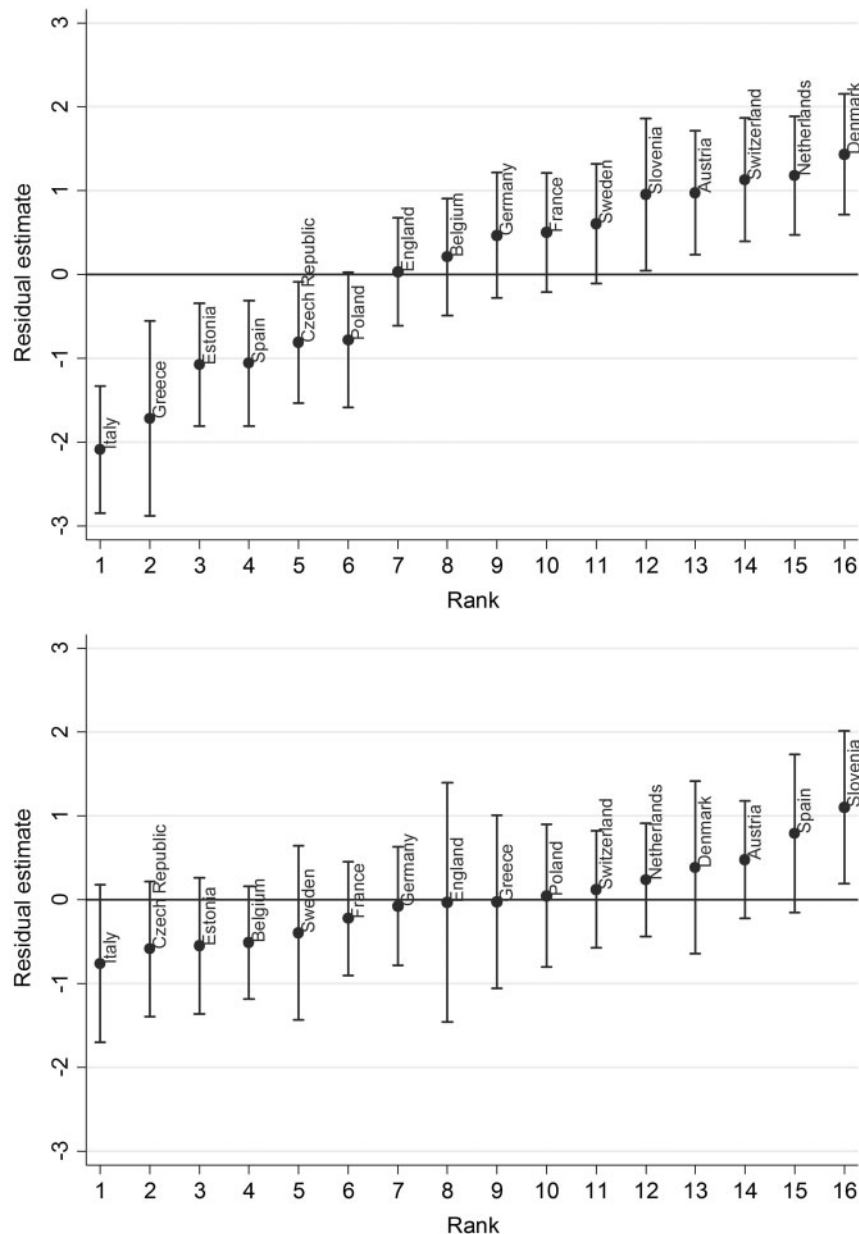 3
2
1
0
-1
-2
-3
Residual estimate
Italy
Greece
Estonia
Spain
Czech Republic
Poland
England
Belgium
Germany
France
Sweden
Slovenia
Austria
Switzerland
Netherlands
Denmark
1 2 3 4 5 6 7 8 9 10 11 12 13 14 15 16
Rank
3
2
1
0
-1
-2
-3
Residual estimate
Italy
Czech Republic
Estonia
Belgium
Sweden
France
Germany
England
Greece
Poland
Switzerland
Netherlands
Denmark
Austria
Spain
Slovenia
1 2 3 4 5 6 7 8 9 10 11 12 13 14 15 16
Rank